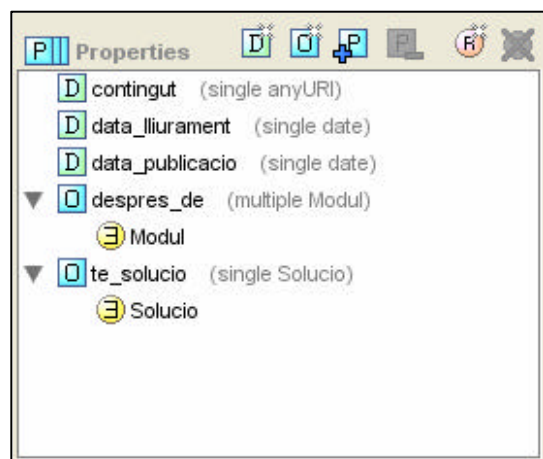 P Properties D O P P R
D contingut (single anyURI)
D data_lliurament (single date)
D data_publicacio (single date)
O despres_de (multiple Modul)
∃ Modul
O te_solucio (single Solucio)
∃ Solucio